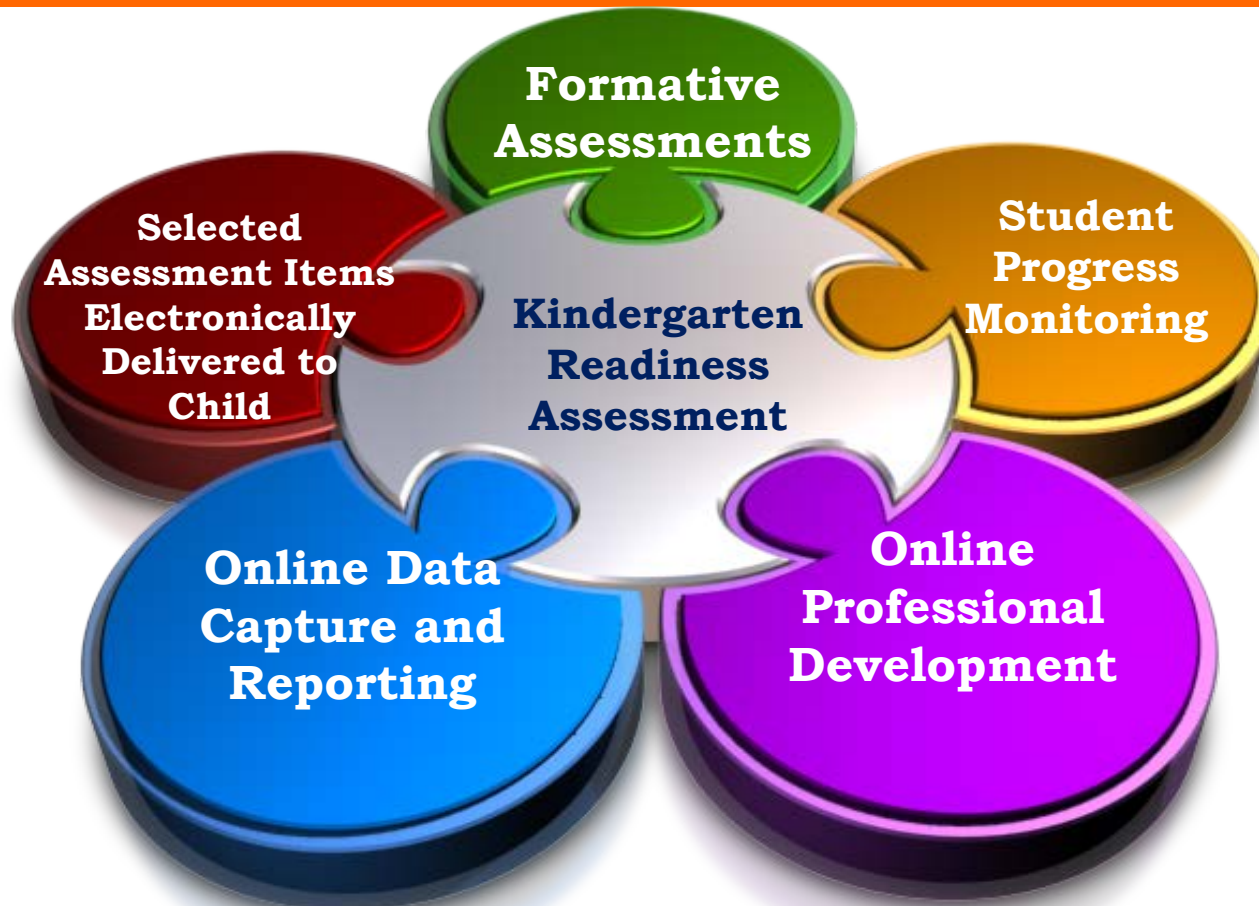 Formative
Assessments
Selected
Assessment Items
Electronically
Delivered to
Child
Kindergarten
Readiness
Assessment
Student
Progress
Monitoring
Online Data
Capture and
Reporting
Online
Professional
Development